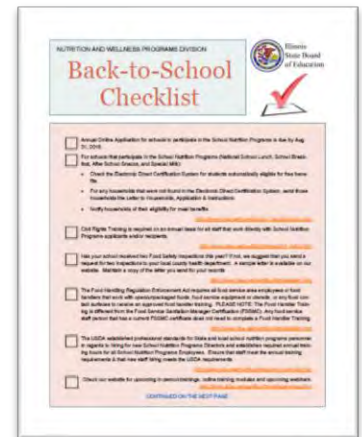 NUTRITION AND WELLNESS PROGRAMS DIVISION
Illinois
State Board
of Education
Back-to-School
Checklist
Annual Online Application for schools to participate in the School Nutrition Programs is due by Aug
31, 2018.
For schools that participate in the School Nutrition Programs (National School Lunch, School Break-
fast, After School Snacks, and Special Milk)
• Check the Electronic Direct Certification System for students automatically eligible for free bene-
fits.
• For any households that were not found in the Electronic Direct Certification System, send those
households the Letter to Households, Application & Instructions
• Notify households of their eligibility for meal benefits
Civil Rights Training is required on an annual basis for all staff that work directly with School Nutrition
Programs applicants and/or recipients.
Has your school received two Food Safety Inspections this year? If not, we suggest that you send a
request for two inspections to your local county health department. A sample letter is available on our
website. Maintain a copy of the letter you send for your records
The Food Handling Regulation Enforcement Act requires all food service area employees or food
handlers that work with unpackaged food, food service equipment or utensils, or any food con-
tact surfaces to receive an approved food handler training. PLEASE NOTE: The Food Handler Train-
ing is different from the Food Service Sanitation Manager Certification (FSSMC). Any food service
staff person that has a current FSSMC certificate does not need to complete a Food Handler Training
The USDA established professional standards for State and local school nutrition programs personnel
in regards to hiring for new School Nutrition Programs Directors and establishes required annual train-
ing hours for all School Nutrition Programs Employees. Ensure that staff meet the annual training
requirements & that new staff hiring meets the USDA requirements
Check our website for upcoming in-person trainings, online training modules and upcoming webinars.
CONTINUED ON THE NEXT PAGE